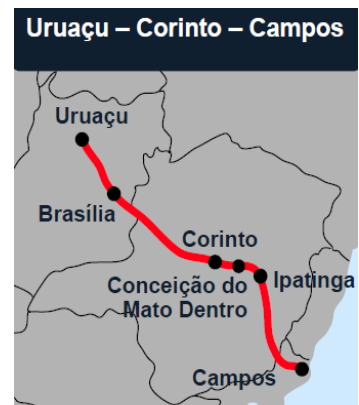 Uruaçu – Corinto – Campos
Uruaçu
Brasília
Corinto
Conceição do
Mato Dentro
Ipatinga
Campos